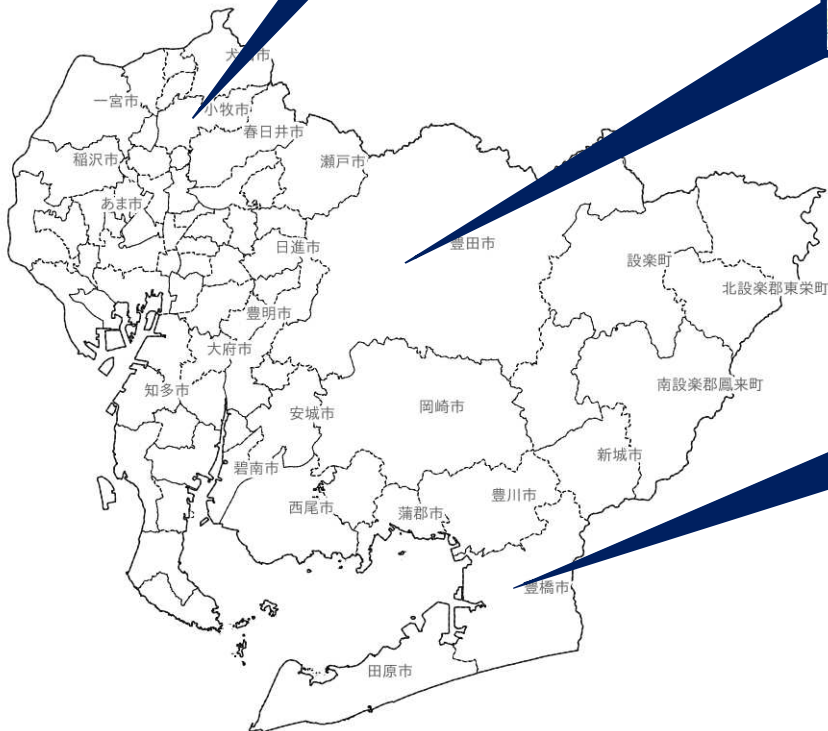 犬山市
一宮市
小牧市
春日井市
稲沢市
瀬戸市
あま市
日進市
豊田市
設楽町
北設楽郡東栄町
豊明市
大府市
知多市
南設楽郡鳳来町
安城市
岡崎市
碧南市
新城市
西尾市
蒲郡市
豊川市
豊橋市
田原市